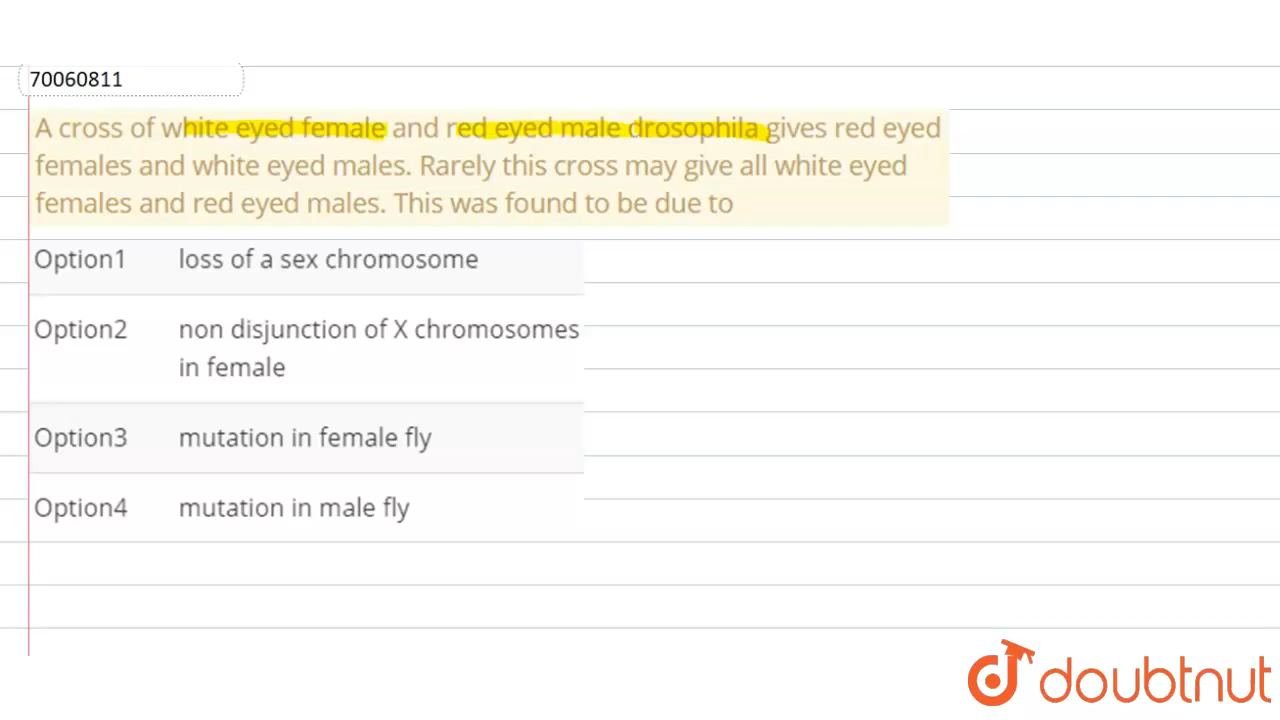 70060811
A cross of white eyed female and red eyed male drosophila gives red eyed
females and white eyed males. Rarely this cross may give all white eyed
females and red eyed males. This was found to be due to
Option1 loss of a sex chromosome
Option2 non disjunction of X chromosomes
in female
Option3 mutation in female fly
Option4 mutation in male fly
doubtnut